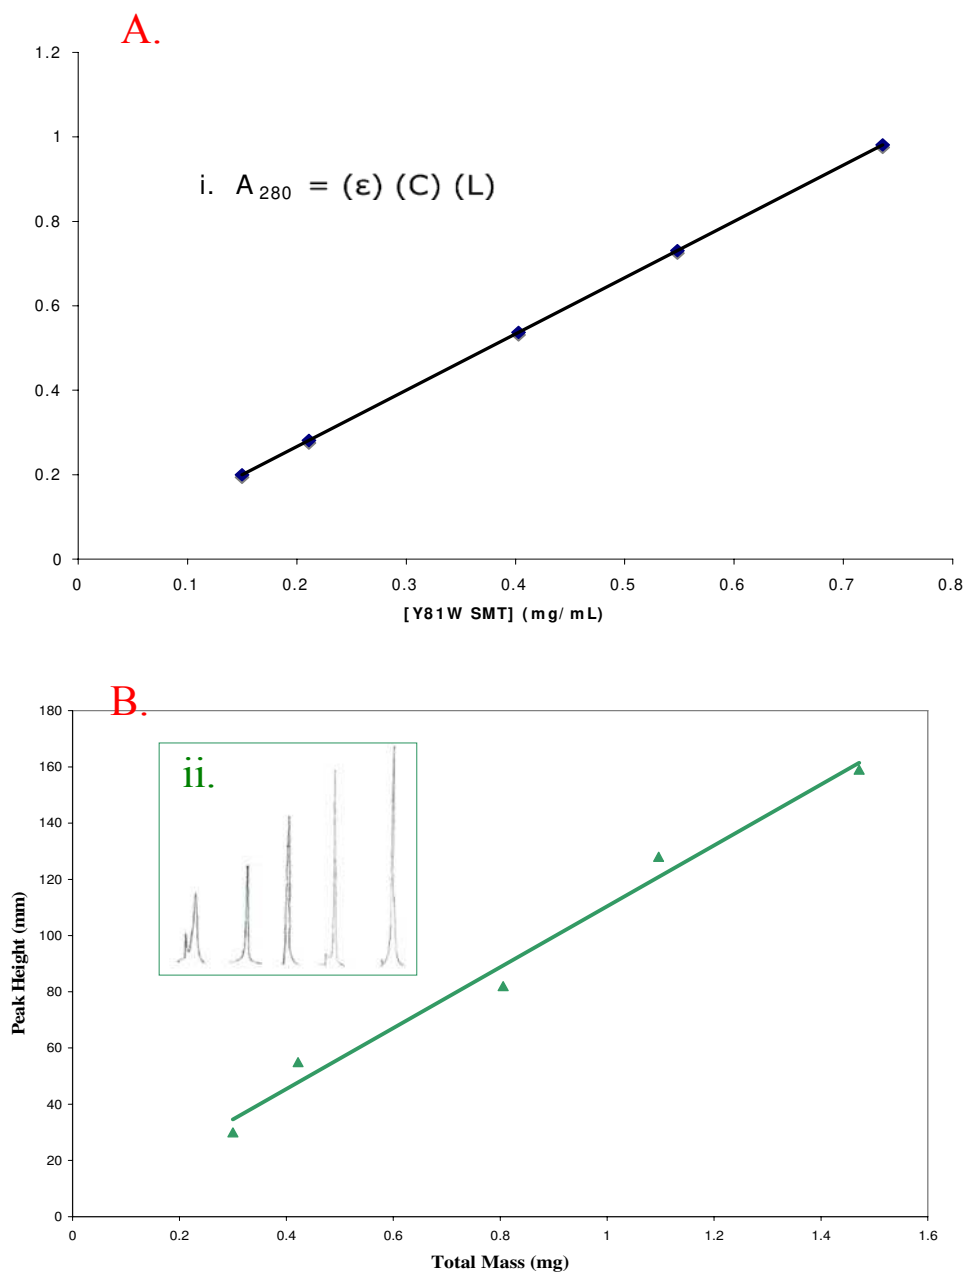 A.
1.2
1
i. A 280 = (ε) (C) (L)
0.8
0.6
0.4
0.2
0
0 0.1 0.2 0.3 0.4 0.5 0.6 0.7 0.8
[Y81W SMT] (mg/mL)
B.
180
ii.
160
140
120
100
80
60
40
20
0
Peak Height (mm)
0 0.2 0.4 0.6 0.8 1 1.2 1.4 1.6
Total Mass (mg)